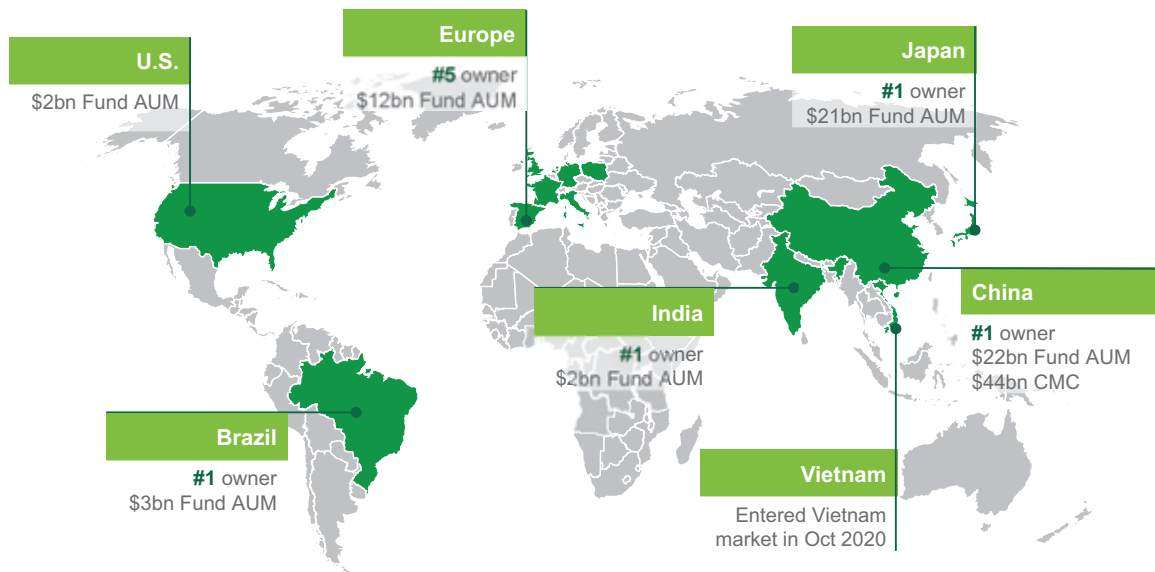 U.S.
$2bn Fund AUM
Europe
#5 owner
$12bn Fund AUM
Japan
#1 owner
$21bn Fund AUM
China
#1 owner
$22bn Fund AUM
$44bn CMC
India
#1 owner
$2bn Fund AUM
Brazil
#1 owner
$3bn Fund AUM
Vietnam
Entered Vietnam
market in Oct 2020